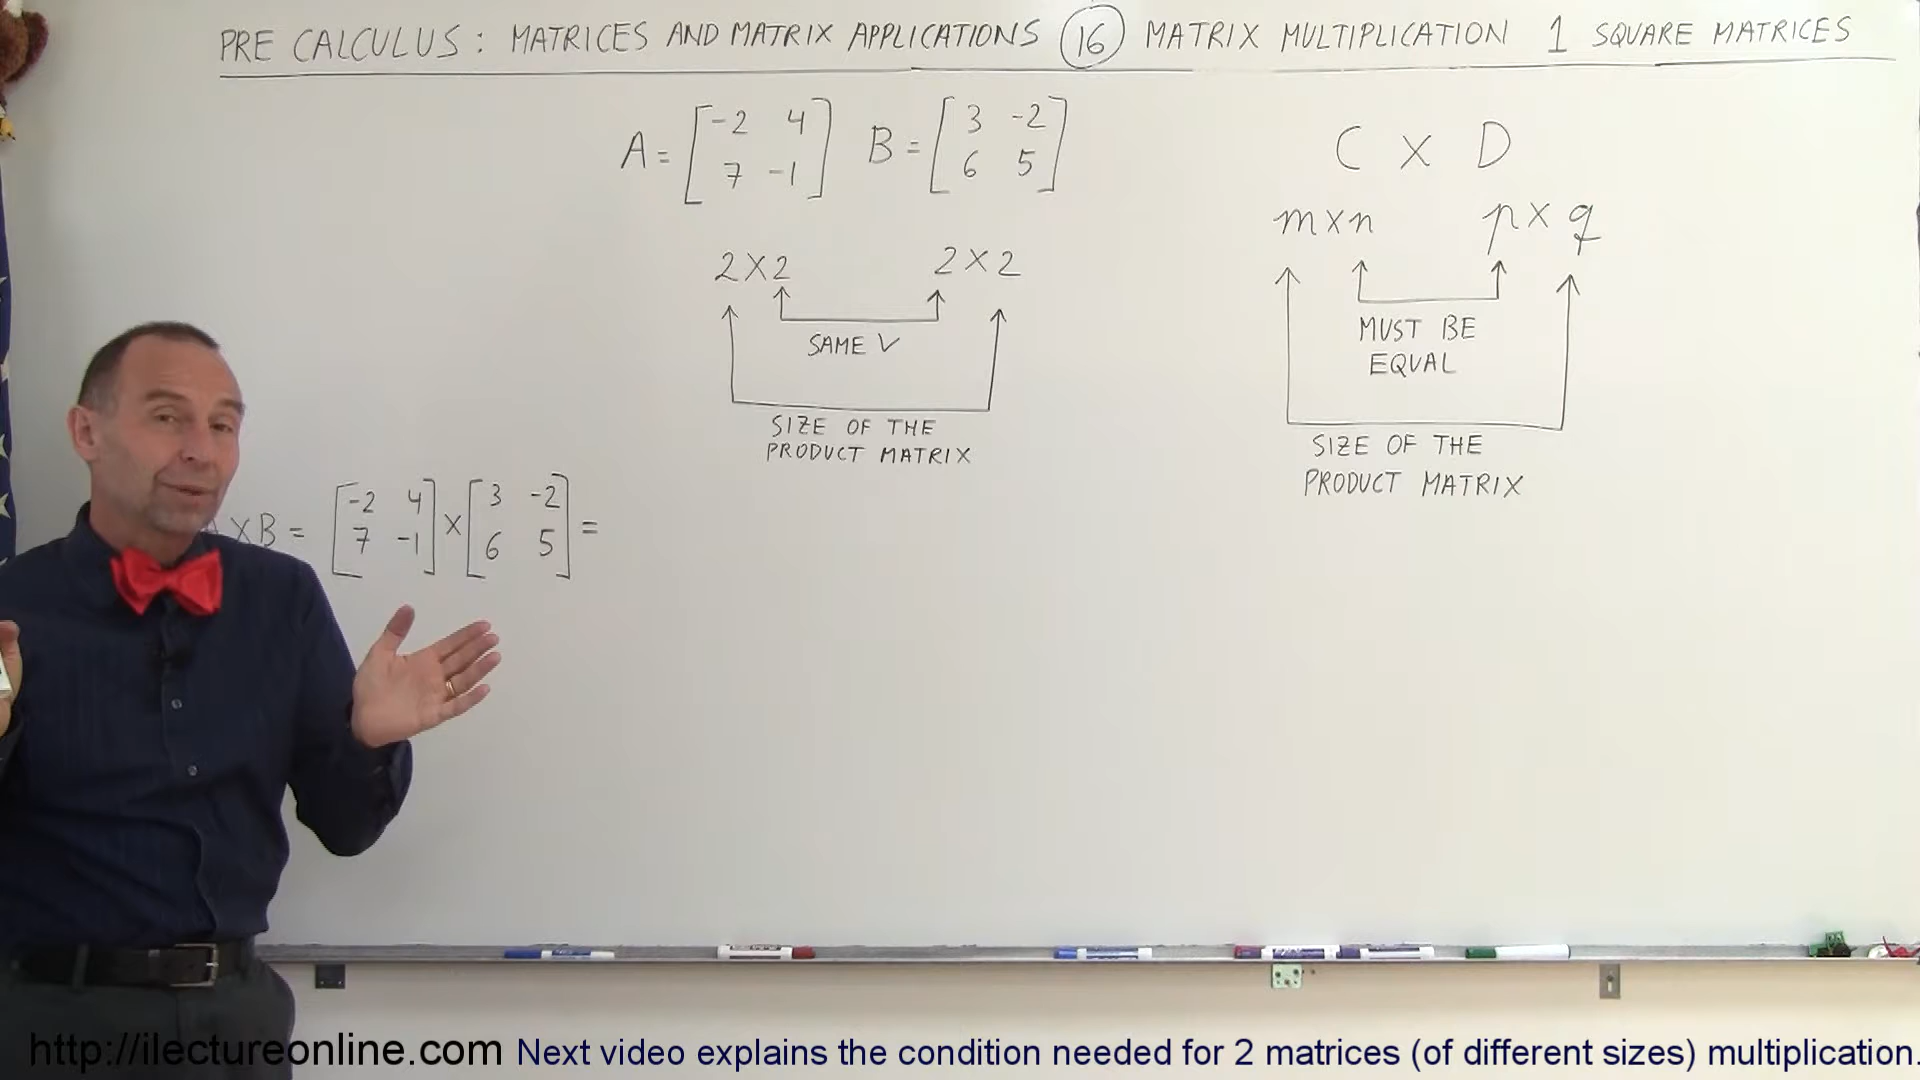 PRE CALCULUS: MATRICES AND MATRIX APPLICATIONS 16 MATRIX MULTIPLICATION 1 SQUARE MATRICES
A = [-2 4
7 -1]
B = [3 -2
6 5]
2 X 2 2 X 2
SAME √
SIZE OF THE
PRODUCT MATRIX
C X D
m X n p X q
MUST BE
EQUAL
SIZE OF THE
PRODUCT MATRIX
A X B = [-2 4
7 -1] X [3 -2
6 5] =
http://ilectureonline.com Next video explains the condition needed for 2 matrices (of different sizes) multiplication.